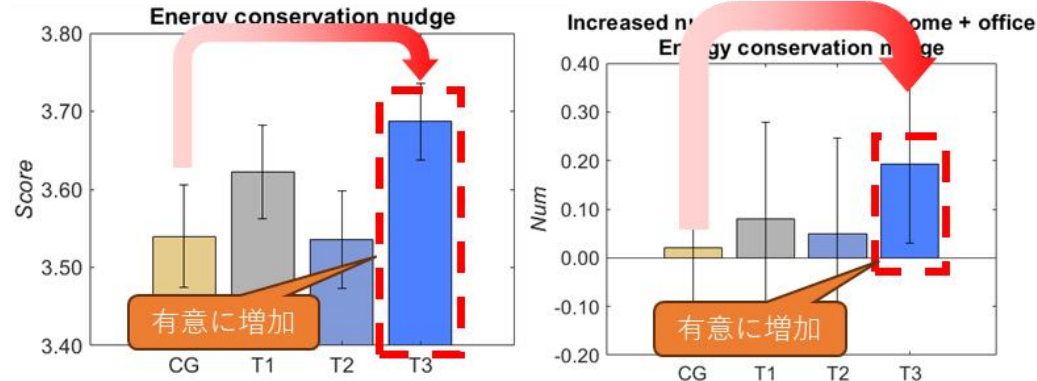 Energy conservation nudge
3.80
3.70
3.60
3.50
3.40
Score
CG T1 T2 T3
有意に増加
Increased ome + office
Energy conservation nudge
0.40
0.30
0.20
0.10
0.00
-0.10
-0.20
Num
CG T1 T2 T3
有意に増加